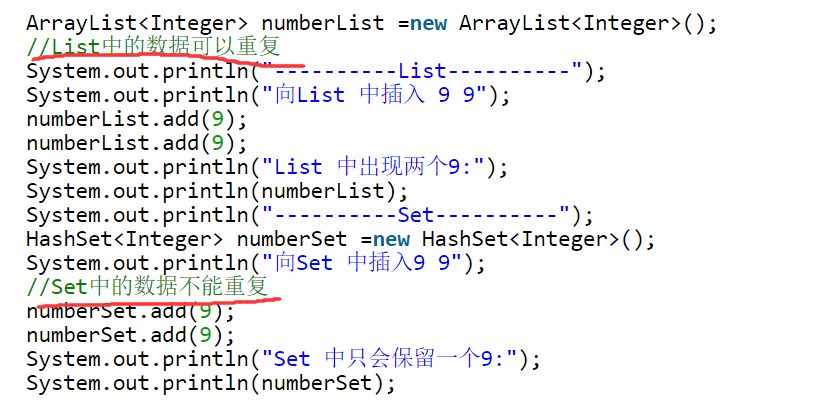 ArrayList<Integer> numberList =new ArrayList<Integer>();
//List中的数据可以重复
System.out.println("----------List----------");
System.out.println("向List 中插入 9 9");
numberList.add(9);
numberList.add(9);
System.out.println("List 中出现两个9:");
System.out.println(numberList);
System.out.println("----------Set----------");
HashSet<Integer> numberSet =new HashSet<Integer>();
System.out.println("向Set 中插入9 9");
//Set中的数据不能重复
numberSet.add(9);
numberSet.add(9);
System.out.println("Set 中只会保留一个9:");
System.out.println(numberSet);